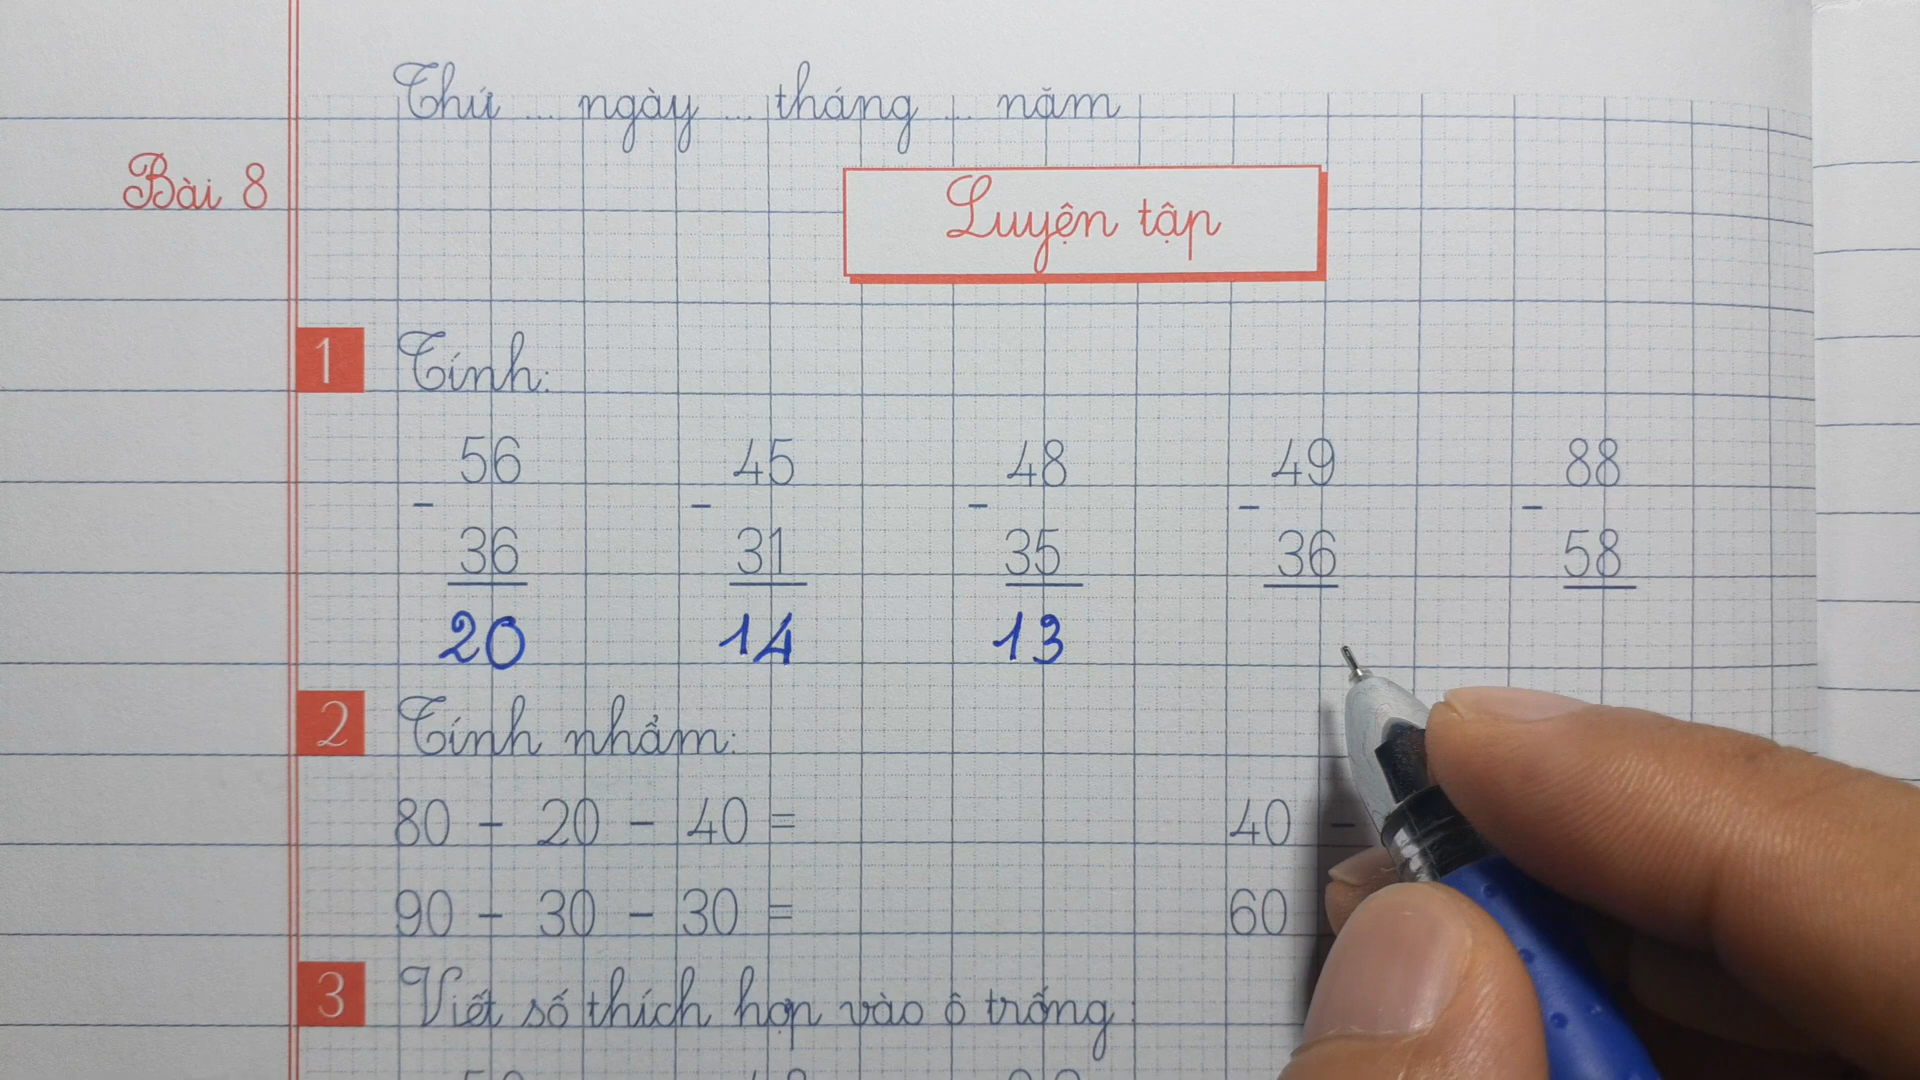 Thứ ... ngày ... tháng ... năm
Bài 8
Luyện tập
1 Tính:
56 45 48 49 88
- - - - -
36 31 35 36 58
20 14 13
2 Tính nhẩm:
80 - 20 - 40 = 40 -
90 - 30 - 30 = 60
3 Viết số thích hợp vào ô trống: